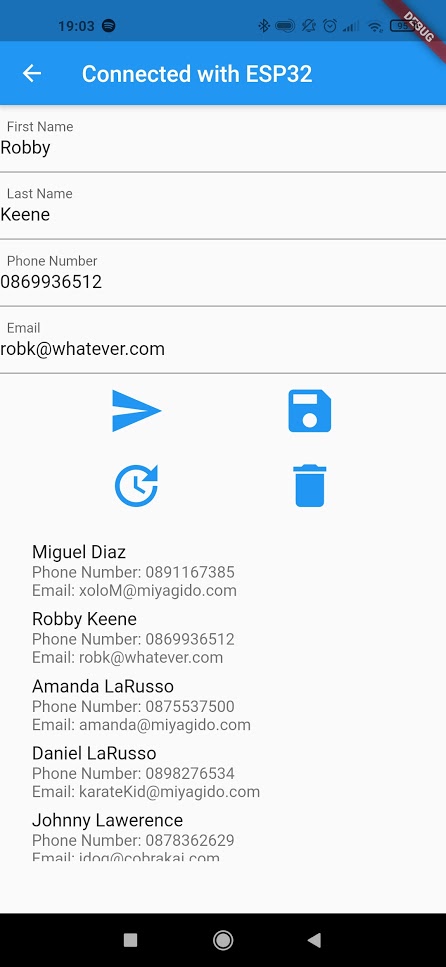 19:03
DEBUG
Connected with ESP32
First Name
Robby
Last Name
Keene
Phone Number
0869936512
Email
robk@whatever.com
Miguel Diaz
Phone Number: 0891167385
Email: xoloM@miyagido.com
Robby Keene
Phone Number: 0869936512
Email: robk@whatever.com
Amanda LaRusso
Phone Number: 0875537500
Email: amanda@miyagido.com
Daniel LaRusso
Phone Number: 0898276534
Email: karateKid@miyagido.com
Johnny Lawerence
Phone Number: 0878362629
Email: jdog@cobrakai.com